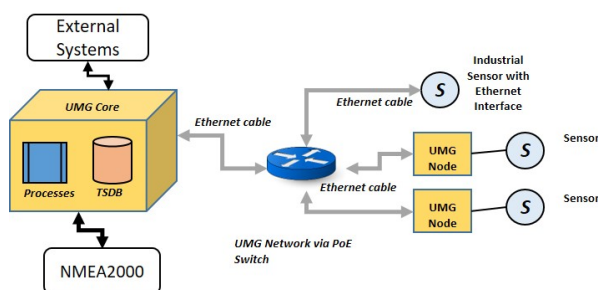 External
Systems
UMG Core
Processes
TSDB
NMEA2000
Ethernet cable
Ethernet cable
Ethernet cable
UMG Network via PoE
Switch
S
Industrial
Sensor with
Ethernet
Interface
UMG
Node
S
Sensor
UMG
Node
S
Sensor